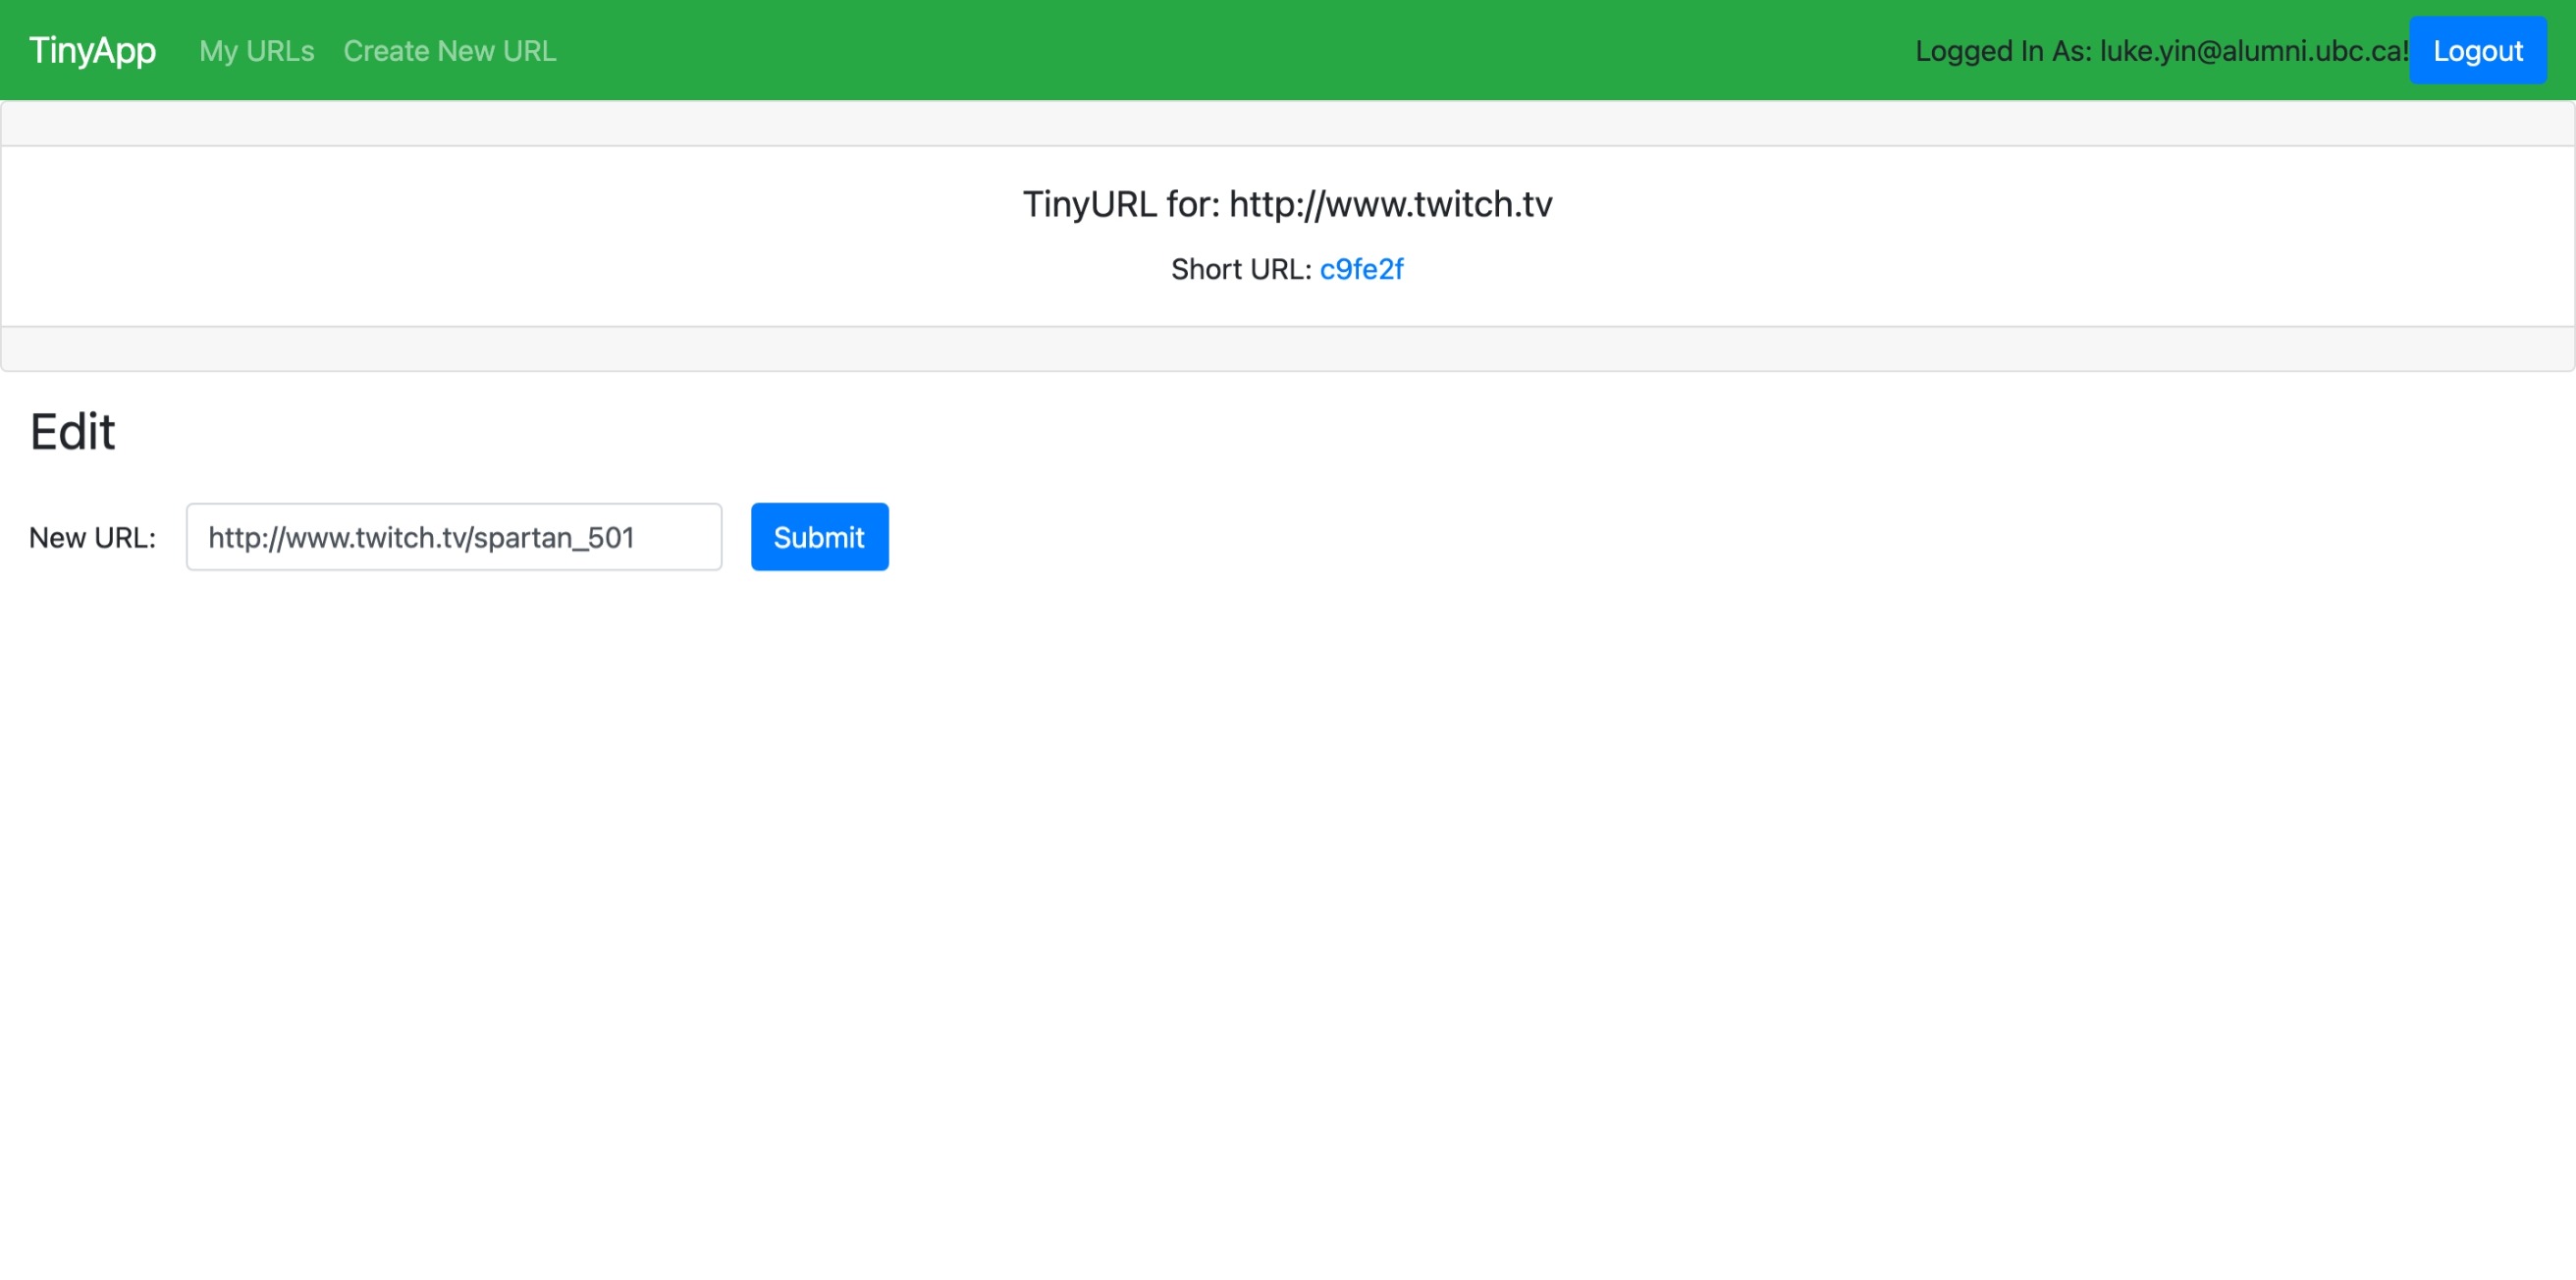 TinyApp My URLs Create New URL Logged In As: luke.yin@alumni.ubc.ca! Logout
TinyURL for: http://www.twitch.tv
Short URL: c9fe2f
Edit
New URL: http://www.twitch.tv/spartan_501 Submit